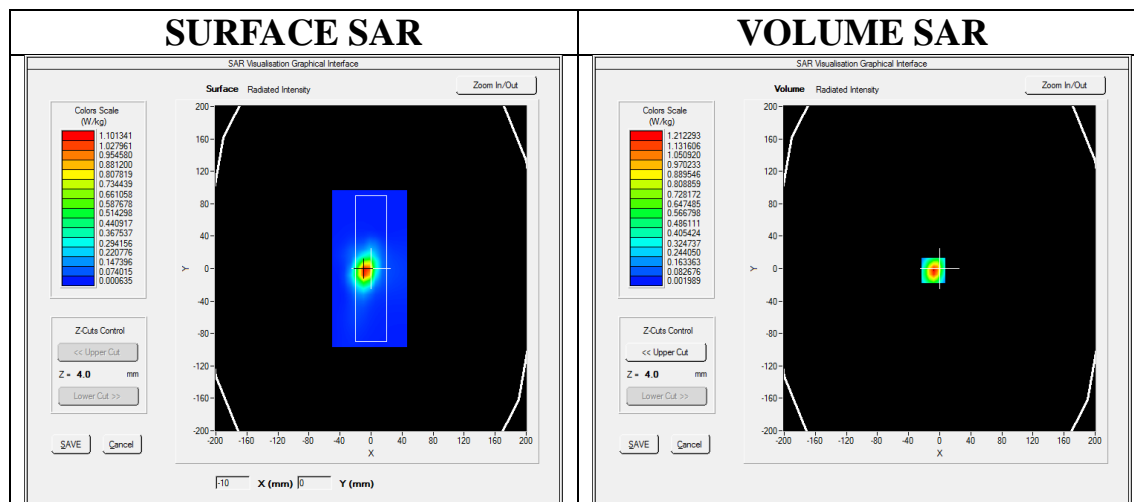 SURFACE SAR
SAR Visualisation Graphical Interface
Surface Radiated Intensity
Zoom In/Out
Colors Scale
(W/kg)
1.101341
1.027961
0.954580
0.881200
0.807819
0.734439
0.661058
0.587678
0.514298
0.440917
0.367537
0.294156
0.220776
0.147396
0.074015
0.000635
Z-Cuts Control
<< Upper Cut
Z = 4.0 mm
Lower Cut >>
SAVE Cancel
200
160
120
80
40
Y 0
-40
-80
-120
-160
-200
-200 -160 -120 -80 -40 0 40 80 120 160 200
X
-10 X (mm) 0 Y (mm)
VOLUME SAR
SAR Visualisation Graphical Interface
Volume Radiated Intensity
Zoom In/Out
Colors Scale
(W/kg)
1.212293
1.131606
1.050920
0.970233
0.889546
0.808859
0.728172
0.647485
0.566798
0.486111
0.405424
0.324737
0.244050
0.163363
0.082676
0.001989
Z-Cuts Control
<< Upper Cut
Z = 4.0 mm
Lower Cut >>
SAVE Cancel
200
160
120
80
40
Y 0
-40
-80
-120
-160
-200
-200 -160 -120 -80 -40 0 40 80 120 160 200
X